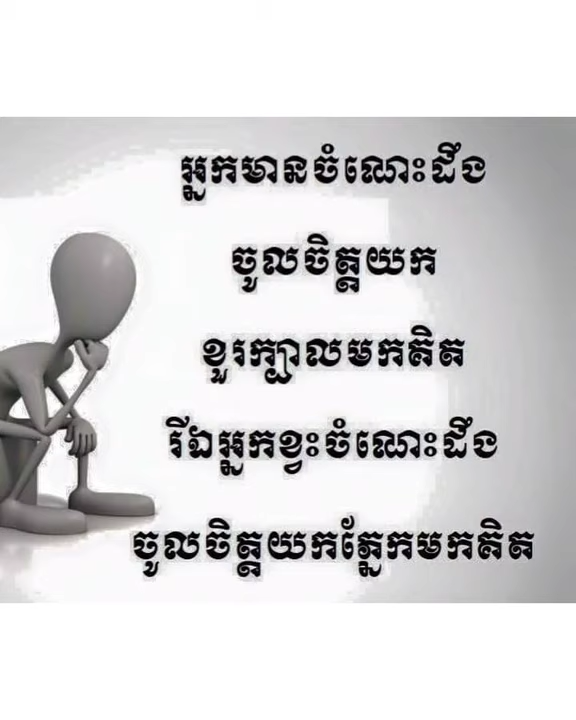 អ្នកមានចំណេះដឹង
ចូលចិត្តយក
ខួរក្បាលមកគិត
រីឯអ្នកខ្វះចំណេះដឹង
ចូលចិត្តយកភ្នែកមកគិត